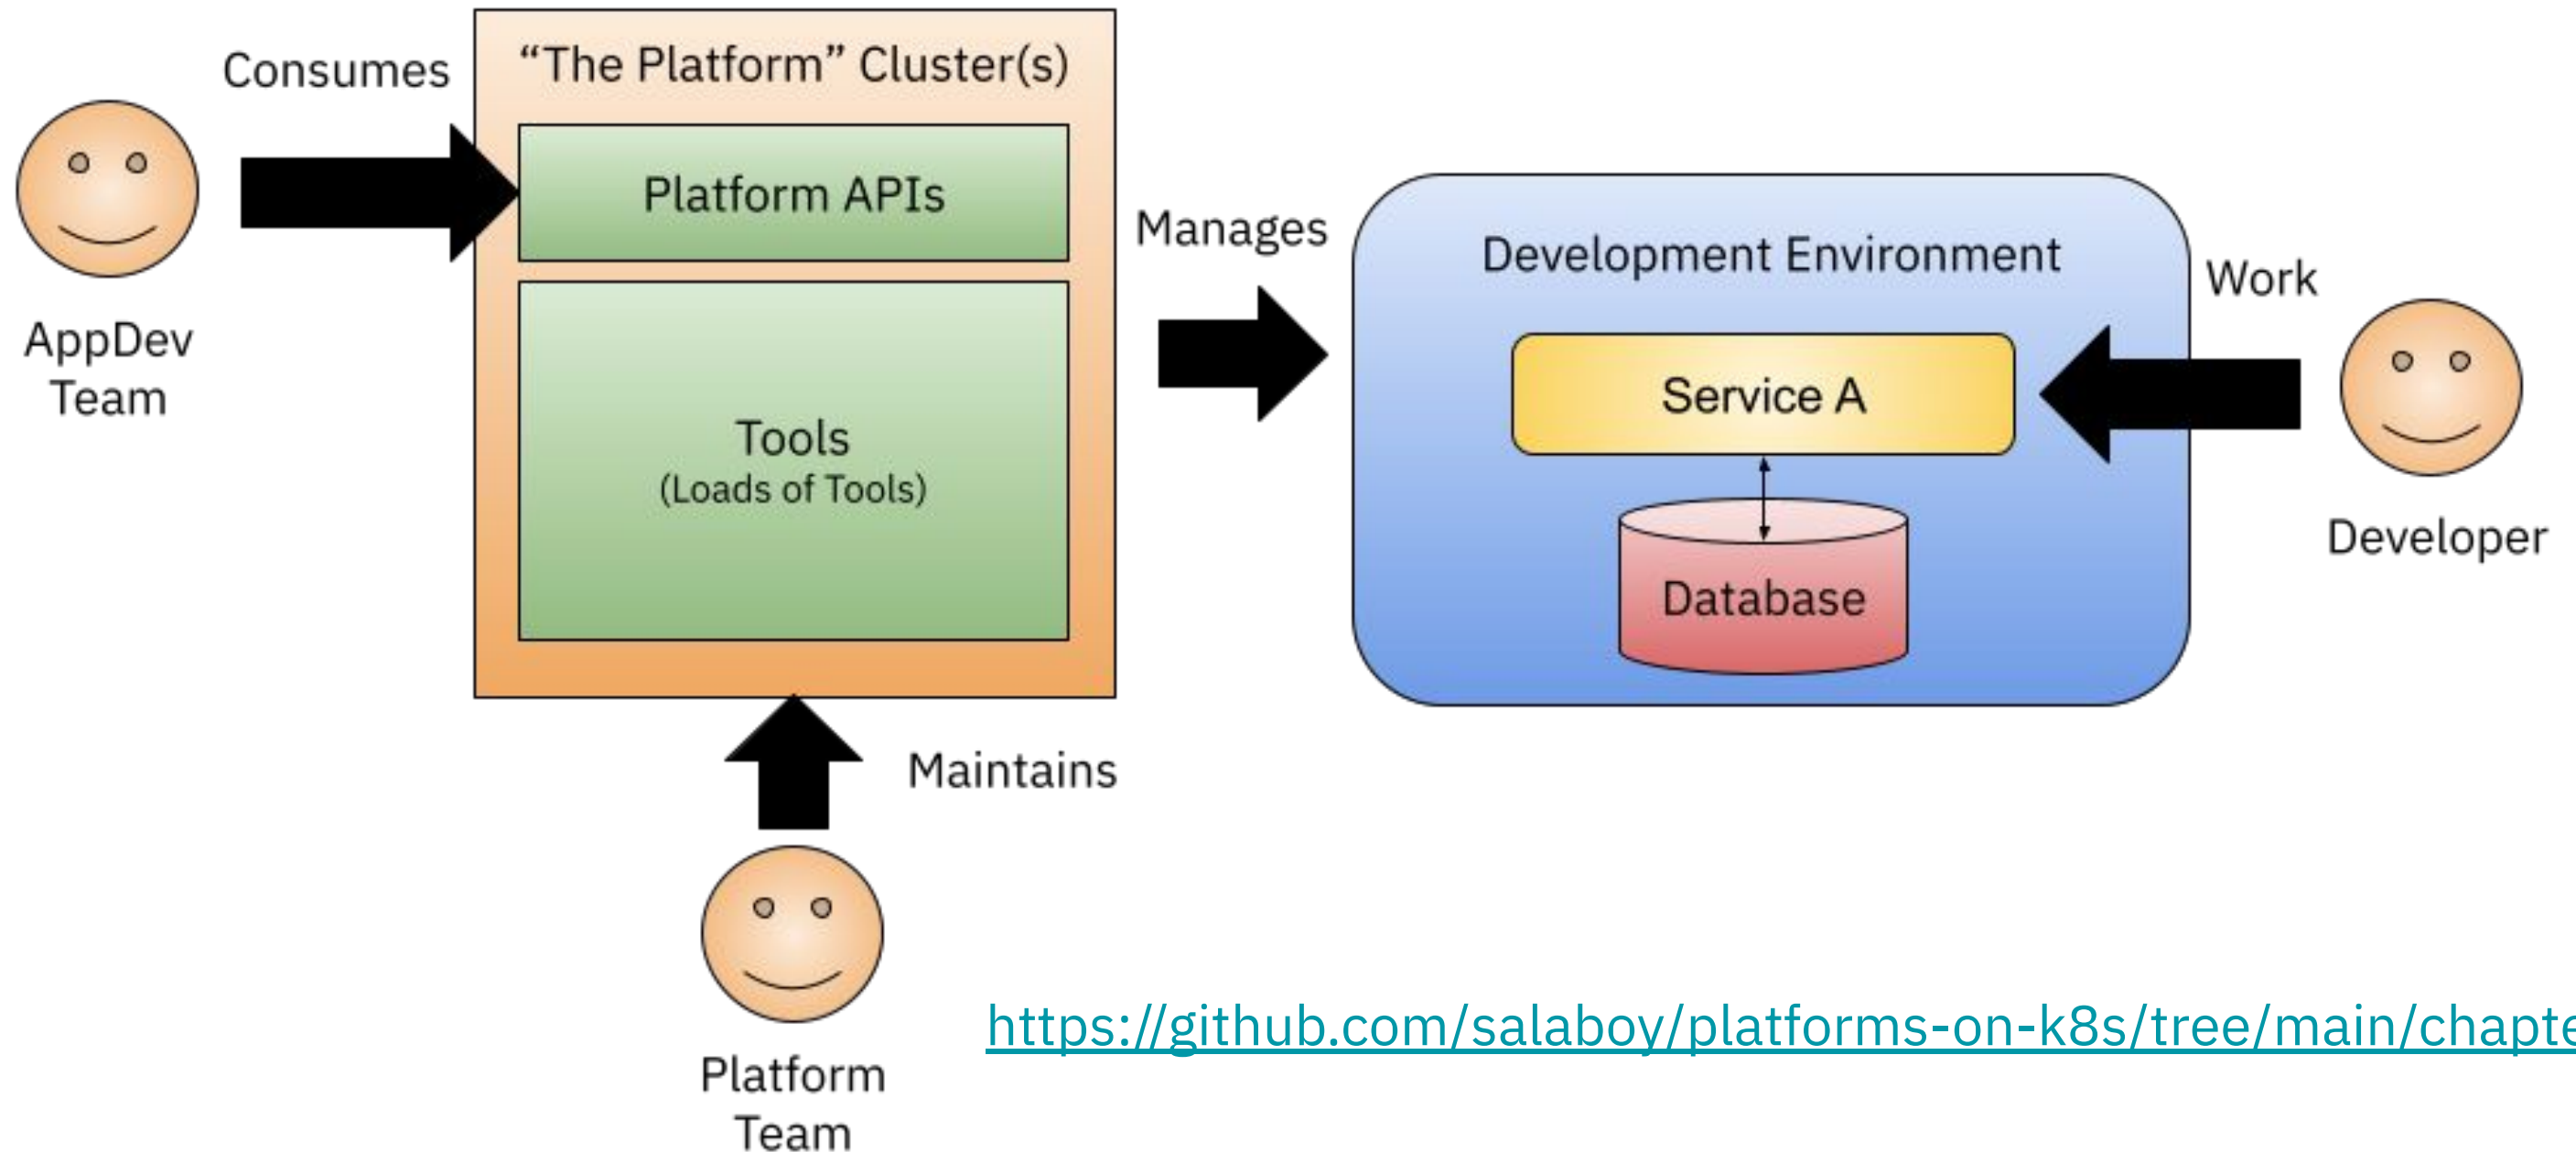 Consumes
“The Platform” Cluster(s)
Platform APIs
Tools
(Loads of Tools)
AppDev
Team
Manages
Development Environment
Service A
Database
Work
Developer
Maintains
Platform
Team
https://github.com/salaboy/platforms-on-k8s/tree/main/chapte